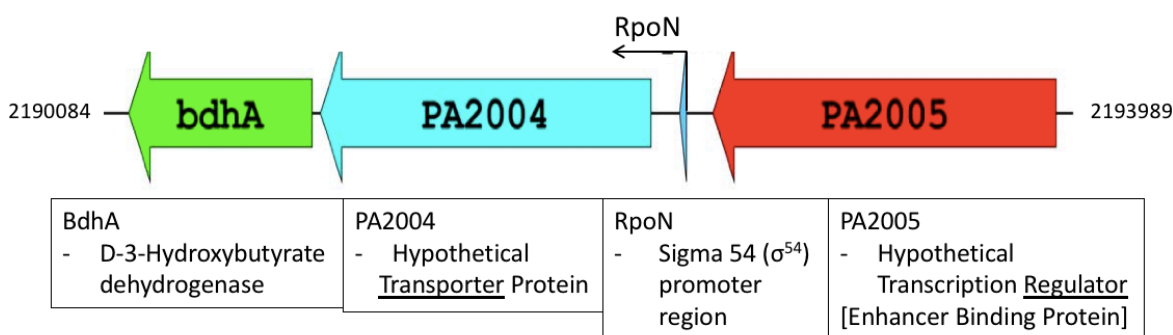 RpoN
2190084
bdhA
PA2004
PA2005
2193989
BdhA
- D-3-Hydroxybutyrate
dehydrogenase
PA2004
- Hypothetical
Transporter Protein
RpoN
- Sigma 54 (σ⁵⁴)
promoter
region
PA2005
- Hypothetical
Transcription Regulator
[Enhancer Binding Protein]